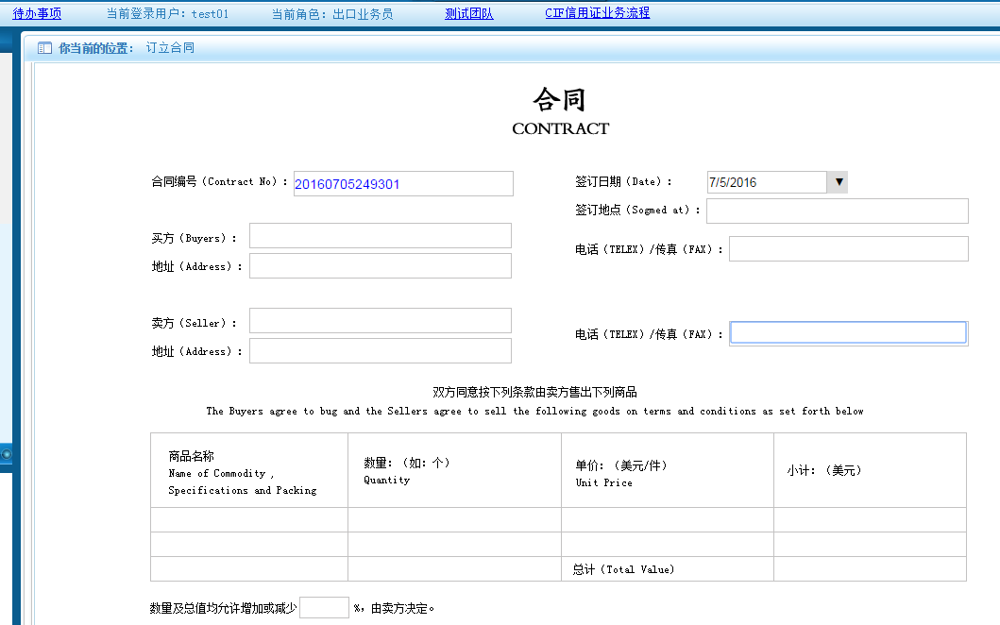 待办事项 当前登录用户：test01 当前角色：出口业务员 测试团队 CIF信用证业务流程
你当前的位置： 订立合同
合同
CONTRACT
合同编号（Contract No）： 20160705249301 签订日期（Date）： 7/5/2016
签订地点（Sogmed at）：
买方（Buyers）： 电话（TELEX）/传真（FAX）：
地址（Address）：
卖方（Seller）： 电话（TELEX）/传真（FAX）：
地址（Address）：
双方同意按下列条款由卖方售出下列商品
The Buyers agree to bug and the Sellers agree to sell the following goods on terms and conditions as set forth below
商品名称
Name of Commodity ,
Specifications and Packing
数量：（如：个）
Quantity
单价：（美元/件）
Unit Price
小计：（美元）
总计（Total Value）
数量及总值均允许增加或减少 %，由卖方决定。